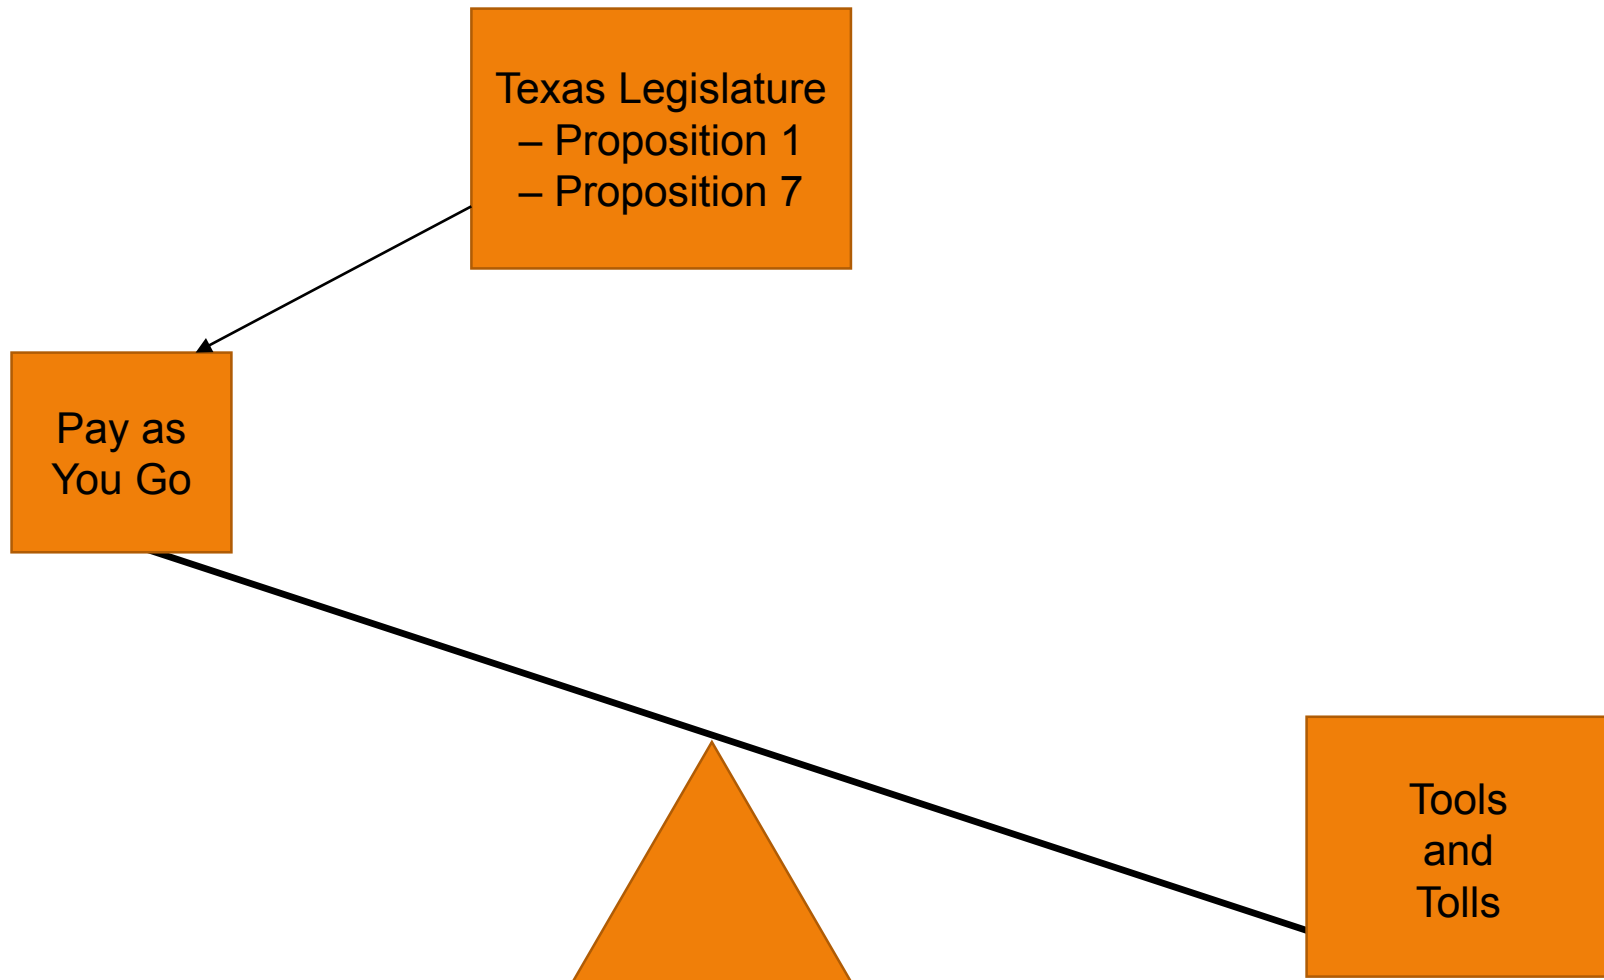 Texas Legislature
– Proposition 1
– Proposition 7
Pay as
You Go
Tools
and
Tolls